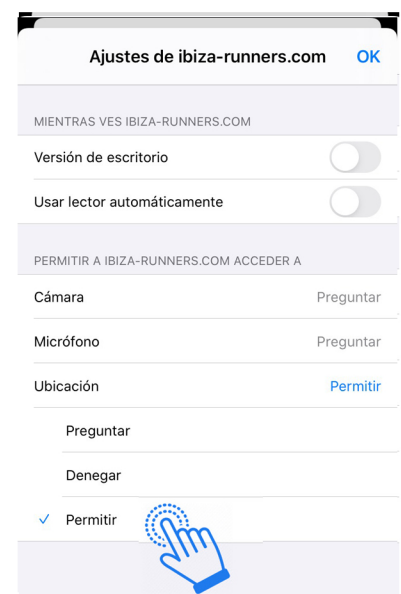 Ajustes de ibiza-runners.com OK
MIENTRAS VES IBIZA-RUNNERS.COM
Versión de escritorio
Usar lector automáticamente
PERMITIR A IBIZA-RUNNERS.COM ACCEDER A
Cámara Preguntar
Micrófono Preguntar
Ubicación Permitir
Preguntar
Denegar
Permitir